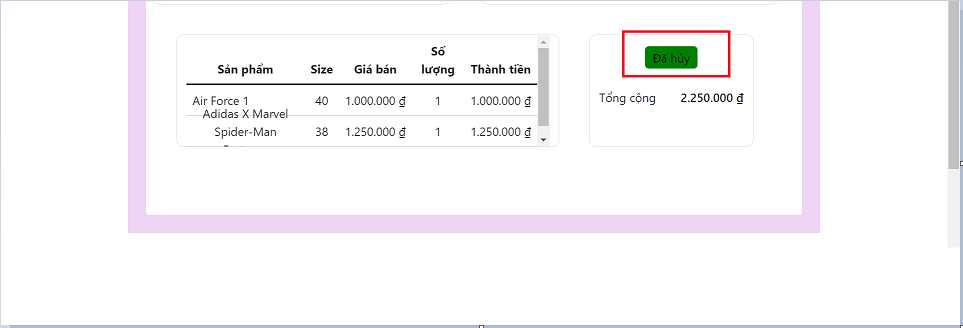 Sản phẩm Size Giá bán Số lượng Thành tiền
Air Force 1 40 1.000.000 ₫ 1 1.000.000 ₫
Adidas X Marvel
Spider-Man 38 1.250.000 ₫ 1 1.250.000 ₫
Đã hủy
Tổng cộng 2.250.000 ₫